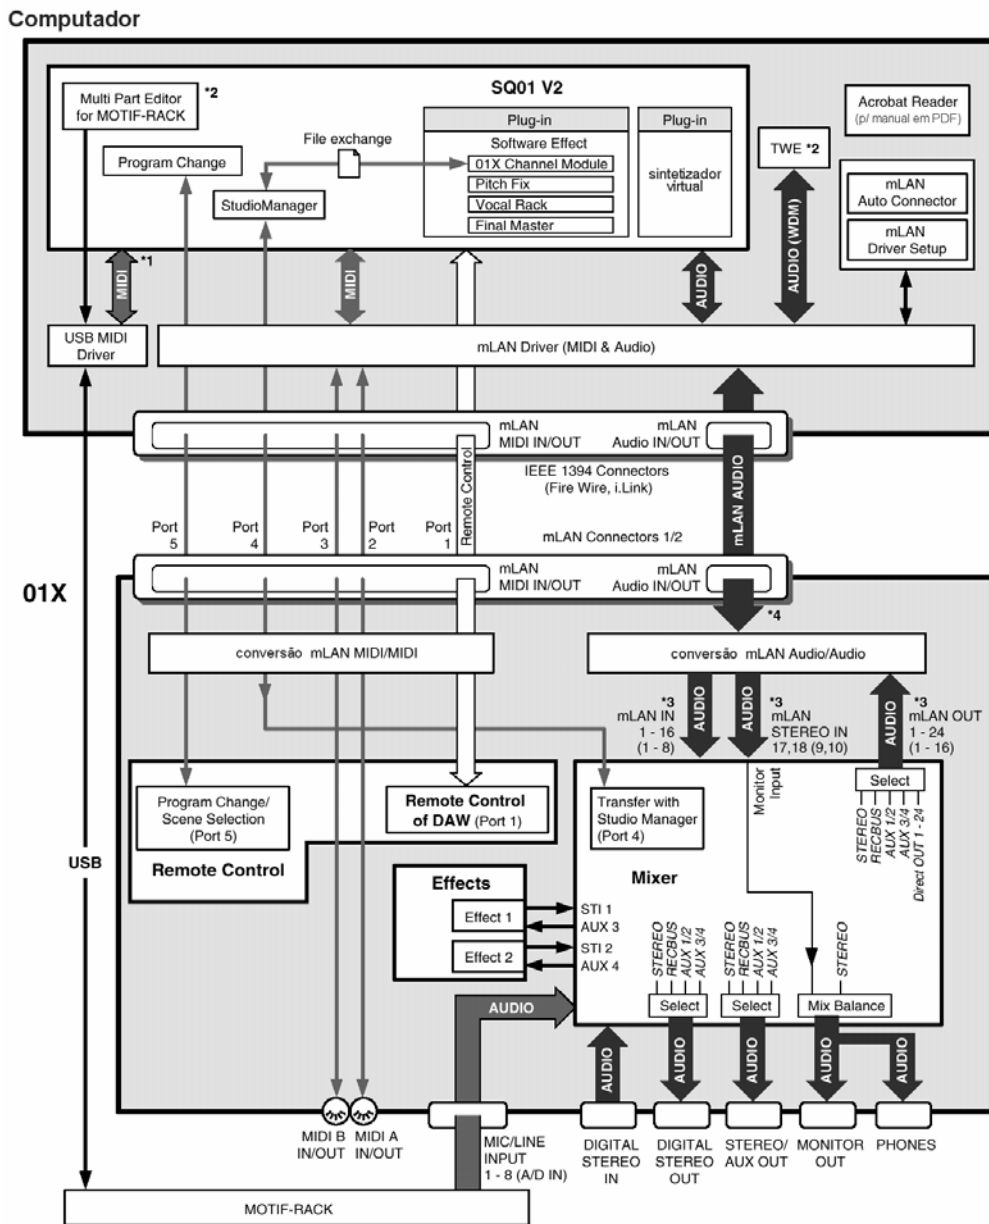 Computador
SQ01 V2
Multi Part Editor
for MOTIF-RACK
*2
Program Change
File exchange
StudioManager
Plug-in
Software Effect
01X Channel Module
Pitch Fix
Vocal Rack
Final Master
Plug-in
sintetizador
virtual
TWE *2
Acrobat Reader
(p/ manual em PDF)
mLAN
Auto Connector
mLAN
Driver Setup
MIDI
*1
MIDI
AUDIO
AUDIO (WDM)
USB MIDI
Driver
mLAN Driver (MIDI & Audio)
mLAN
MIDI IN/OUT
mLAN
Audio IN/OUT
IEEE 1394 Connectors
(Fire Wire, i.Link)
Remote Control
mLAN AUDIO
Port
5
Port
4
Port
3
Port
2
Port
1
mLAN Connectors 1/2
mLAN
MIDI IN/OUT
mLAN
Audio IN/OUT
01X
*4
conversão mLAN MIDI/MIDI
conversão mLAN Audio/Audio
*3
mLAN IN
1 - 16
(1 - 8)
AUDIO
AUDIO
*3
mLAN
STEREO IN
17,18 (9,10)
AUDIO
*3
mLAN OUT
1 - 24
(1 - 16)
Select
STEREO
RECBUS
AUX 1/2
AUX 3/4
Direct OUT 1 - 24
Monitor
Input
Program Change/
Scene Selection
(Port 5)
Remote Control
of DAW (Port 1)
Remote Control
Transfer with
Studio Manager
(Port 4)
Mixer
USB
Effects
Effect 1
Effect 2
STI 1
AUX 3
STI 2
AUX 4
STEREO
RECBUS
AUX 1/2
AUX 3/4
STEREO
RECBUS
AUX 1/2
AUX 3/4
STEREO
Select
Select
Mix Balance
AUDIO
AUDIO
AUDIO
AUDIO
AUDIO
AUDIO
MIDI B
IN/OUT
MIDI A
IN/OUT
MIC/LINE
INPUT
1 - 8 (A/D IN)
DIGITAL
STEREO
IN
DIGITAL
STEREO
OUT
STEREO/
AUX OUT
MONITOR
OUT
PHONES
MOTIF-RACK